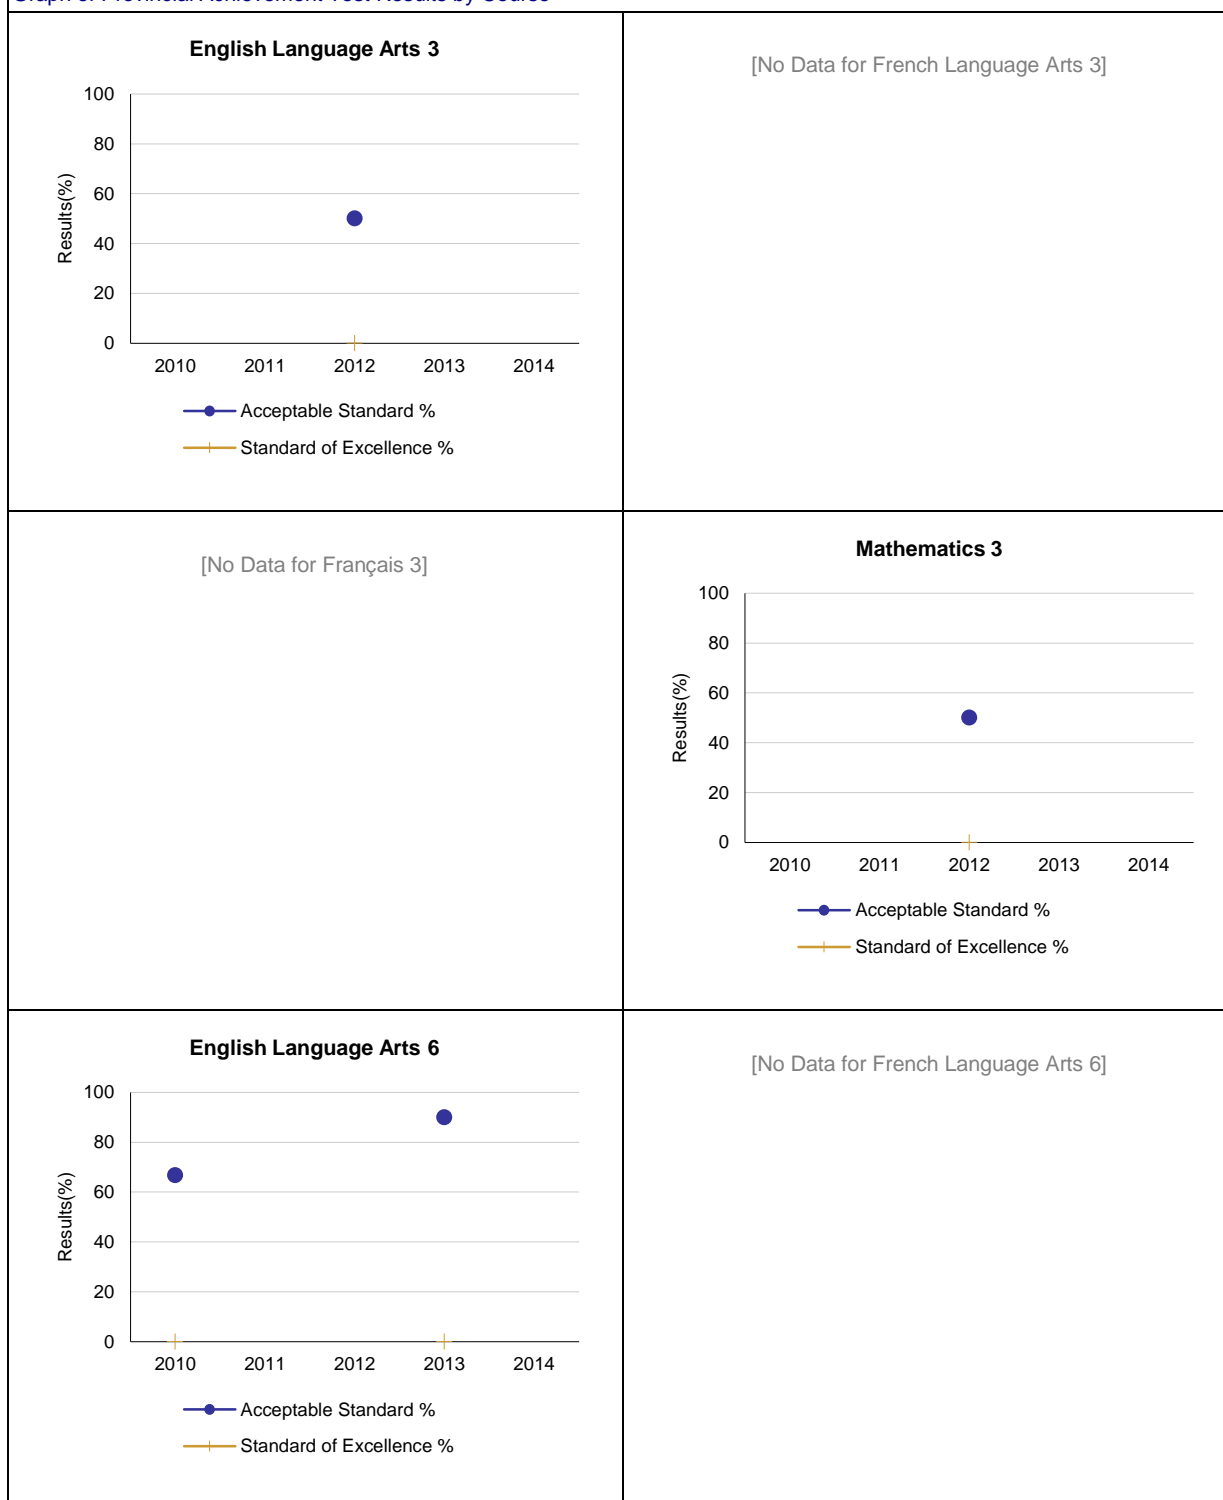 English Language Arts 3
100
80
60
40
20
0
Results(%)
2010 2011 2012 2013 2014
Acceptable Standard %
Standard of Excellence %
[No Data for French Language Arts 3]
[No Data for Français 3]
Mathematics 3
100
80
60
40
20
0
Results(%)
2010 2011 2012 2013 2014
Acceptable Standard %
Standard of Excellence %
English Language Arts 6
100
80
60
40
20
0
Results(%)
2010 2011 2012 2013 2014
Acceptable Standard %
Standard of Excellence %
[No Data for French Language Arts 6]